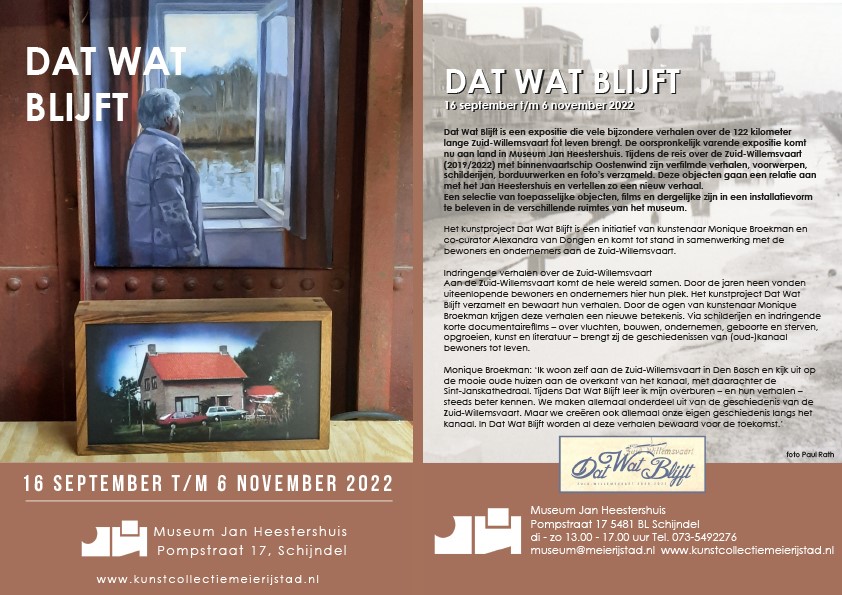 DAT WAT
BLIJFT
16 SEPTEMBER T/M 6 NOVEMBER 2022
Museum Jan Heestershuis
Pompstraat 17, Schijndel
www.kunstcollectiemeierijstad.nl
DAT WAT BLIJFT
16 september t/m 6 november 2022
Dat Wat Blijft is een expositie die vele bijzondere verhalen over de 122 kilometer
lange Zuid-Willemsvaart tot leven brengt. De oorspronkelijk varende expositie komt
nu aan land in Museum Jan Heestershuis. Tijdens de reis over de Zuid-Willemsvaart
(2019/2022) met binnenvaartschip Oostenwind zijn verfilmde verhalen, voorwerpen,
schilderijen, borduurwerken en foto's verzameld. Deze objecten gaan een relatie aan
met het Jan Heestershuis en vertellen zo een nieuw verhaal.
Een selectie van toepasselijke objecten, films en dergelijke zijn in een installatievorm
te beleven in de verschillende ruimtes van het museum.
Het kunstproject Dat Wat Blijft is een initiatief van kunstenaar Monique Broekman en
co-curator Alexandra van Dongen en komt tot stand in samenwerking met de
bewoners en ondernemers aan de Zuid-Willemsvaart.
Indringende verhalen over de Zuid-Willemsvaart
Aan de Zuid-Willemsvaart komt de hele wereld samen. Door de jaren heen vonden
uiteenlopende bewoners en ondernemers hier hun plek. Het kunstproject Dat Wat
Blijft verzamelt en bewaart hun verhalen. Door de ogen van kunstenaar Monique
Broekman krijgen deze verhalen een nieuwe betekenis. Via schilderijen en indringende
korte documentairefilms – over vluchten, bouwen, ondernemen, geboorte en sterven,
opgroeien, kunst en literatuur – brengt zij de geschiedenissen van (oud-)kanaal
bewoners tot leven.
Monique Broekman: 'Ik woon zelf aan de Zuid-Willemsvaart in Den Bosch en kijk uit op
de mooie oude huizen aan de overkant van het kanaal, met daarachter de
Sint-Janskathedraal. Tijdens Dat Wat Blijft leer ik mijn overburen – en hun verhalen –
steeds beter kennen. We maken allemaal onderdeel uit van de geschiedenis van de
Zuid-Willemsvaart. Maar we creëren ook allemaal onze eigen geschiedenis langs het
kanaal. In Dat Wat Blijft worden al deze verhalen bewaard voor de toekomst.'
foto Paul Rath
Zuid Willemsvaart
Dat Wat Blijft
Museum Jan Heestershuis
Pompstraat 17 5481 BL Schijndel
di - zo 13.00 - 17.00 uur Tel. 073-5492276
museum@meierijstad.nl www.kunstcollectiemeierijstad.nl